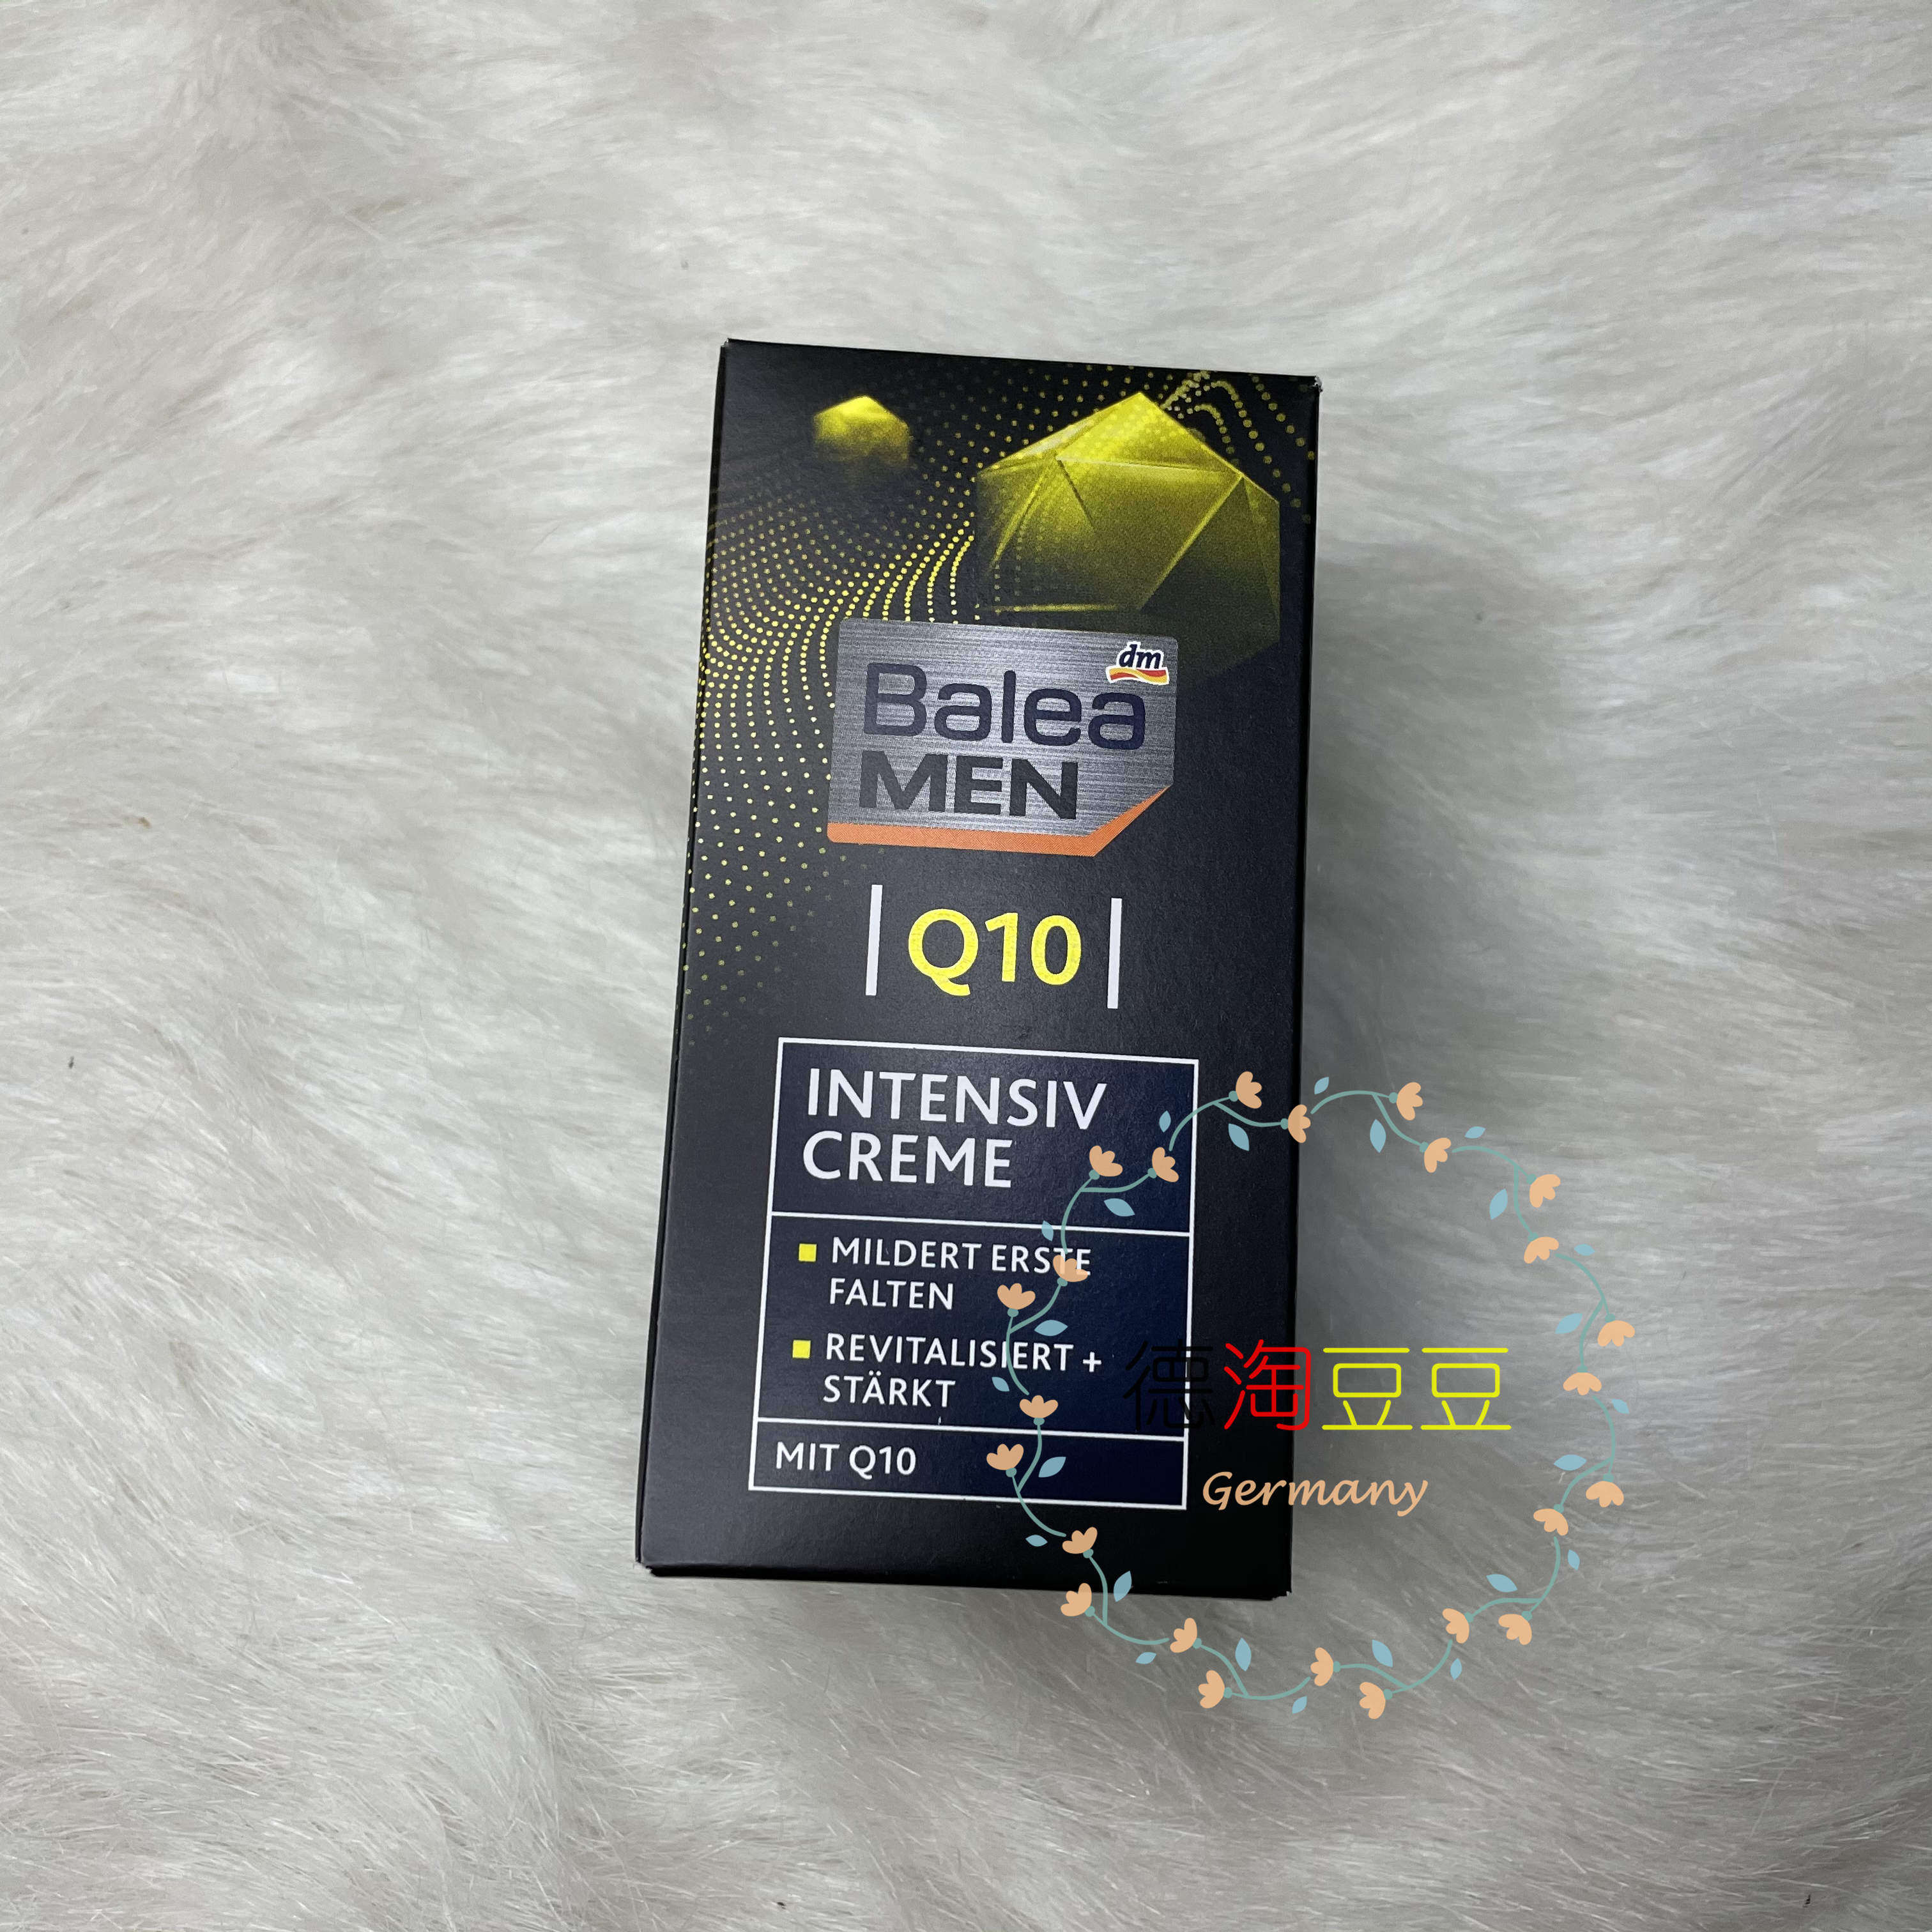 dm
Balea
MEN
Q10
INTENSIV
CREME
MILDERT ERSTE
FALTEN
REVITALISIERT +
STÄRKT
MIT Q10
德淘豆豆
Germany